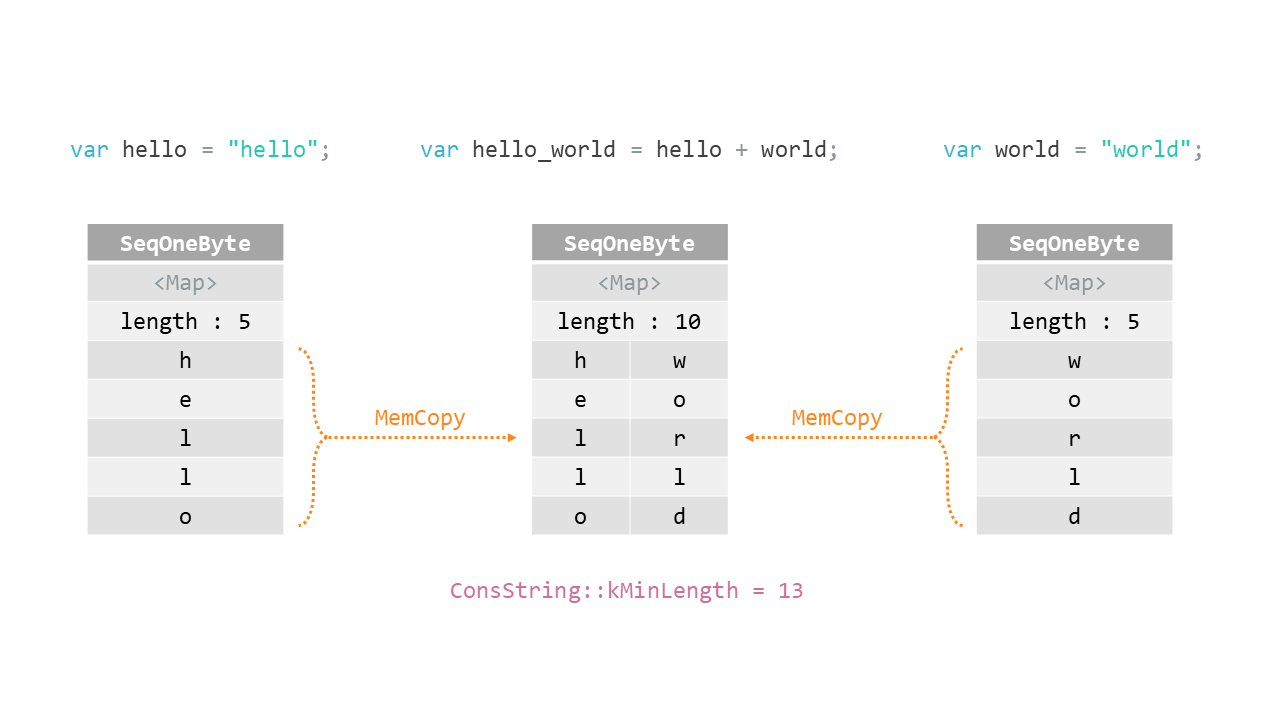 var hello = "hello";
var hello_world = hello + world;
var world = "world";
SeqOneByte
<Map>
length : 5
h
e
l
l
o
MemCopy
SeqOneByte
<Map>
length : 10
h w
e o
l r
l l
o d
MemCopy
SeqOneByte
<Map>
length : 5
w
o
r
l
d
ConsString::kMinLength = 13